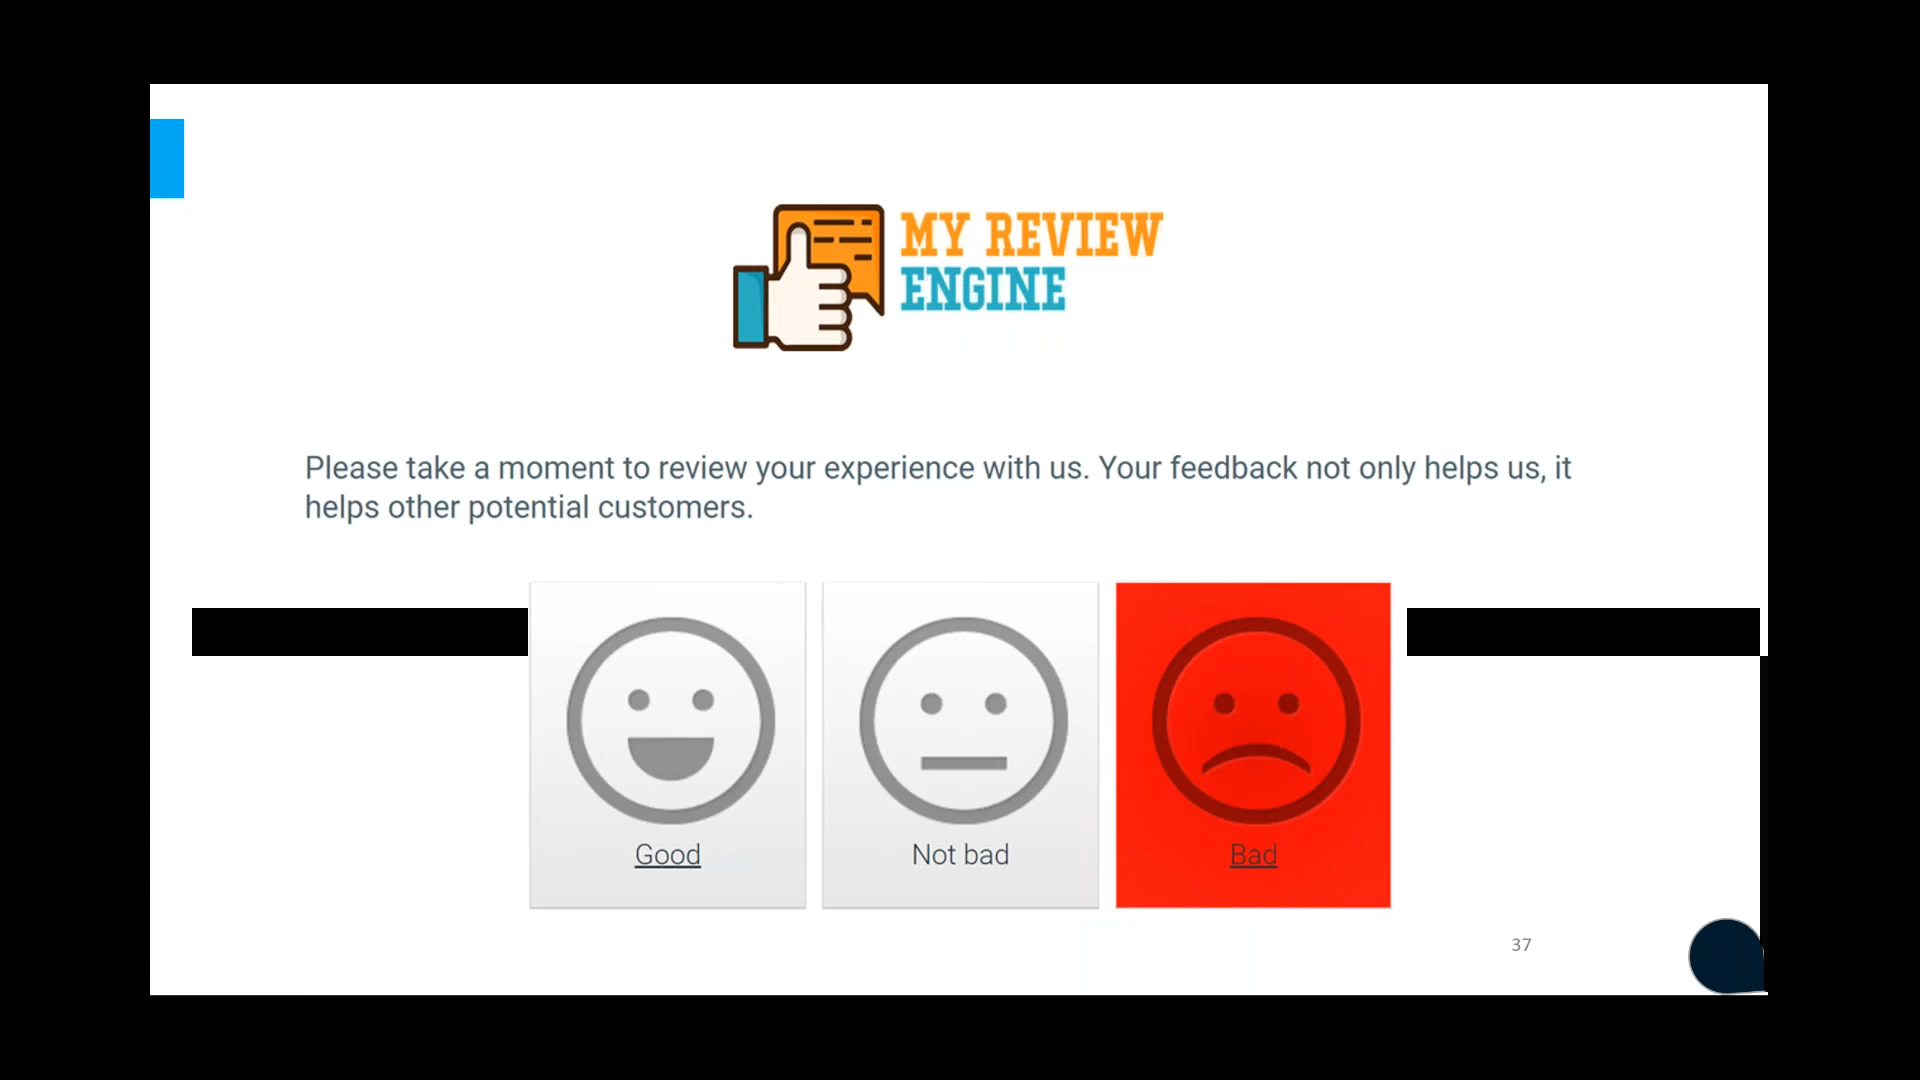 MY REVIEW
ENGINE
Please take a moment to review your experience with us. Your feedback not only helps us, it
helps other potential customers.
Good
Not bad
Bad
37